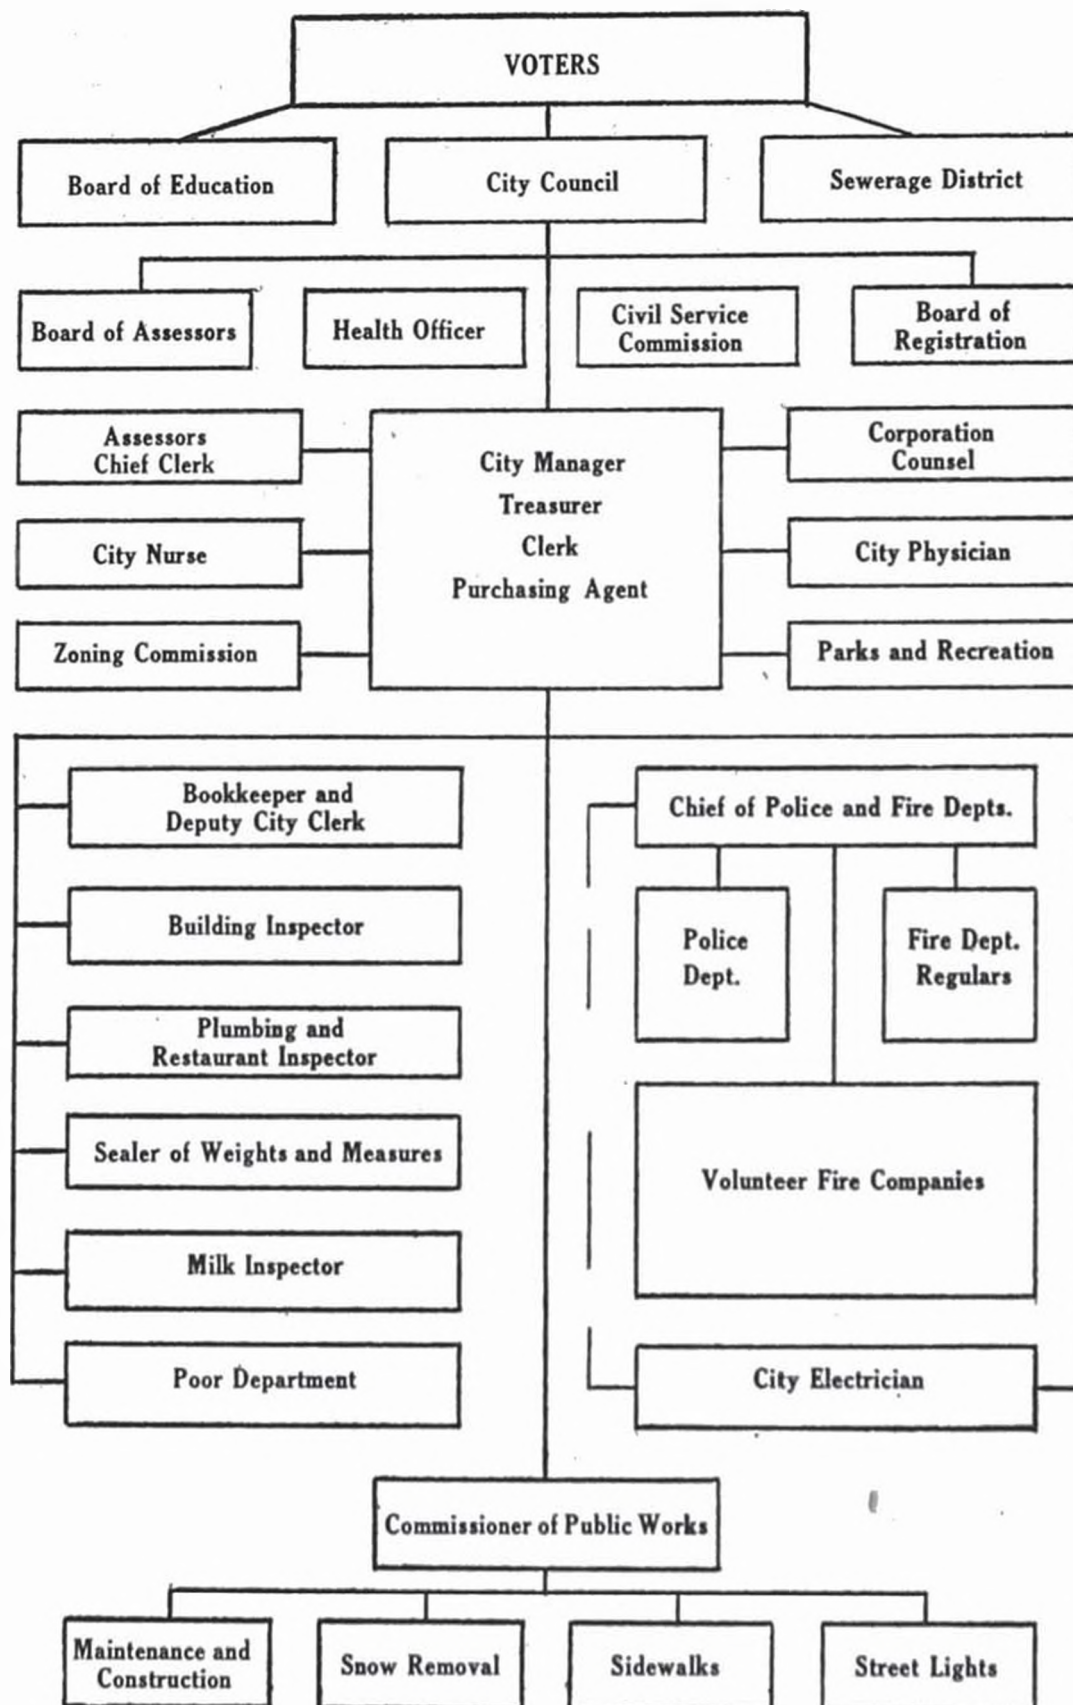 VOTERS
Board of Education
City Council
Sewerage District
Board of Assessors
Health Officer
Civil Service
Commission
Board of
Registration
Assessors
Chief Clerk
City Manager
Treasurer
Clerk
Purchasing Agent
Corporation
Counsel
City Nurse
City Physician
Zoning Commission
Parks and Recreation
Bookkeeper and
Deputy City Clerk
Building Inspector
Plumbing and
Restaurant Inspector
Sealer of Weights and Measures
Milk Inspector
Poor Department
Chief of Police and Fire Depts.
Police
Dept.
Fire Dept.
Regulars
Volunteer Fire Companies
City Electrician
Commissioner of Public Works
Maintenance and
Construction
Snow Removal
Sidewalks
Street Lights